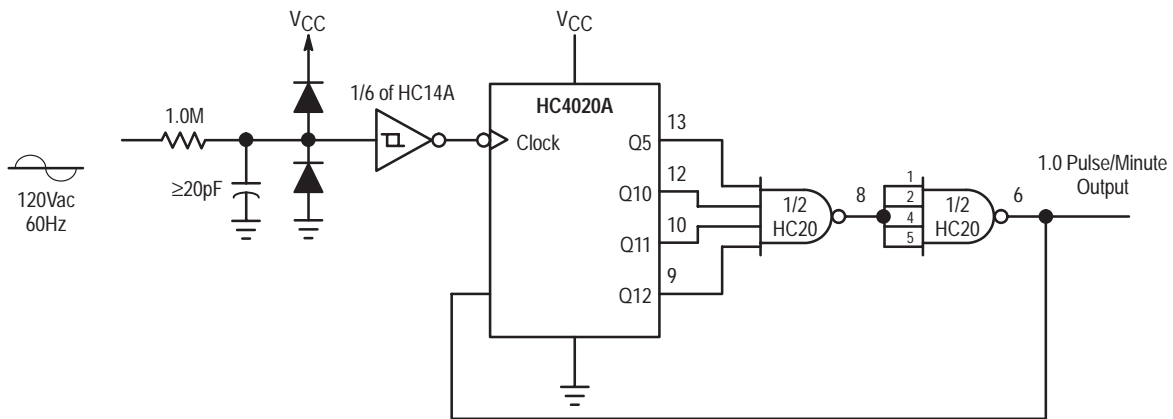 VCC
VCC
1/6 of HC14A
HC4020A
1.0M
Clock
13
Q5
≥20pF
120Vac
60Hz
12
Q10
10
Q11
9
Q12
1/2
HC20
8
1
2
4
5
1/2
HC20
6
1.0 Pulse/Minute
Output